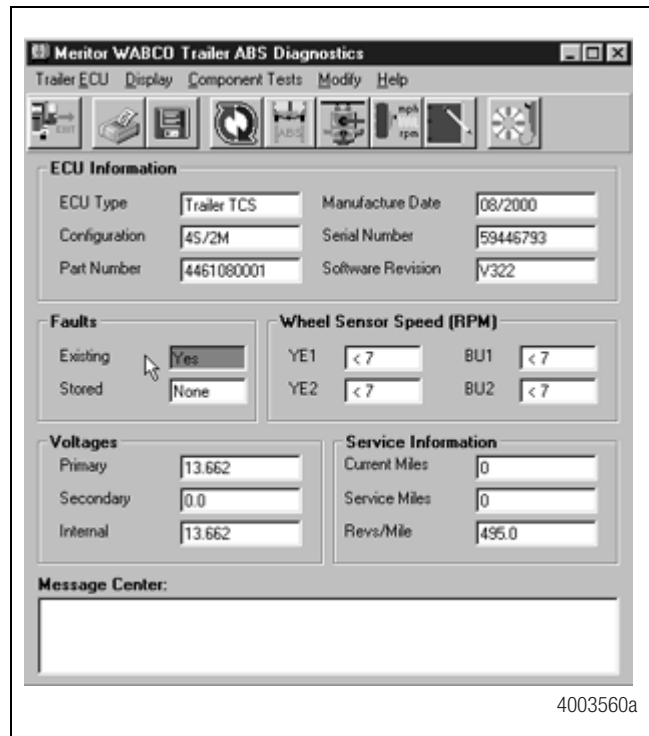 Meritor WABCO Trailer ABS Diagnostics
Trailer ECU Display Component Tests Modify Help
EXIT ABS mph rpm
ECU Information
ECU Type Trailer TCS Manufacture Date 08/2000
Configuration 4S/2M Serial Number 59446793
Part Number 4461080001 Software Revision V322
Faults Wheel Sensor Speed (RPM)
Existing Yes YE1 < 7 BU1 < 7
Stored None YE2 < 7 BU2 < 7
Voltages Service Information
Primary 13.662 Current Miles 0
Secondary 0.0 Service Miles 0
Internal 13.662 Revs/Mile 495.0
Message Center:
4003560a